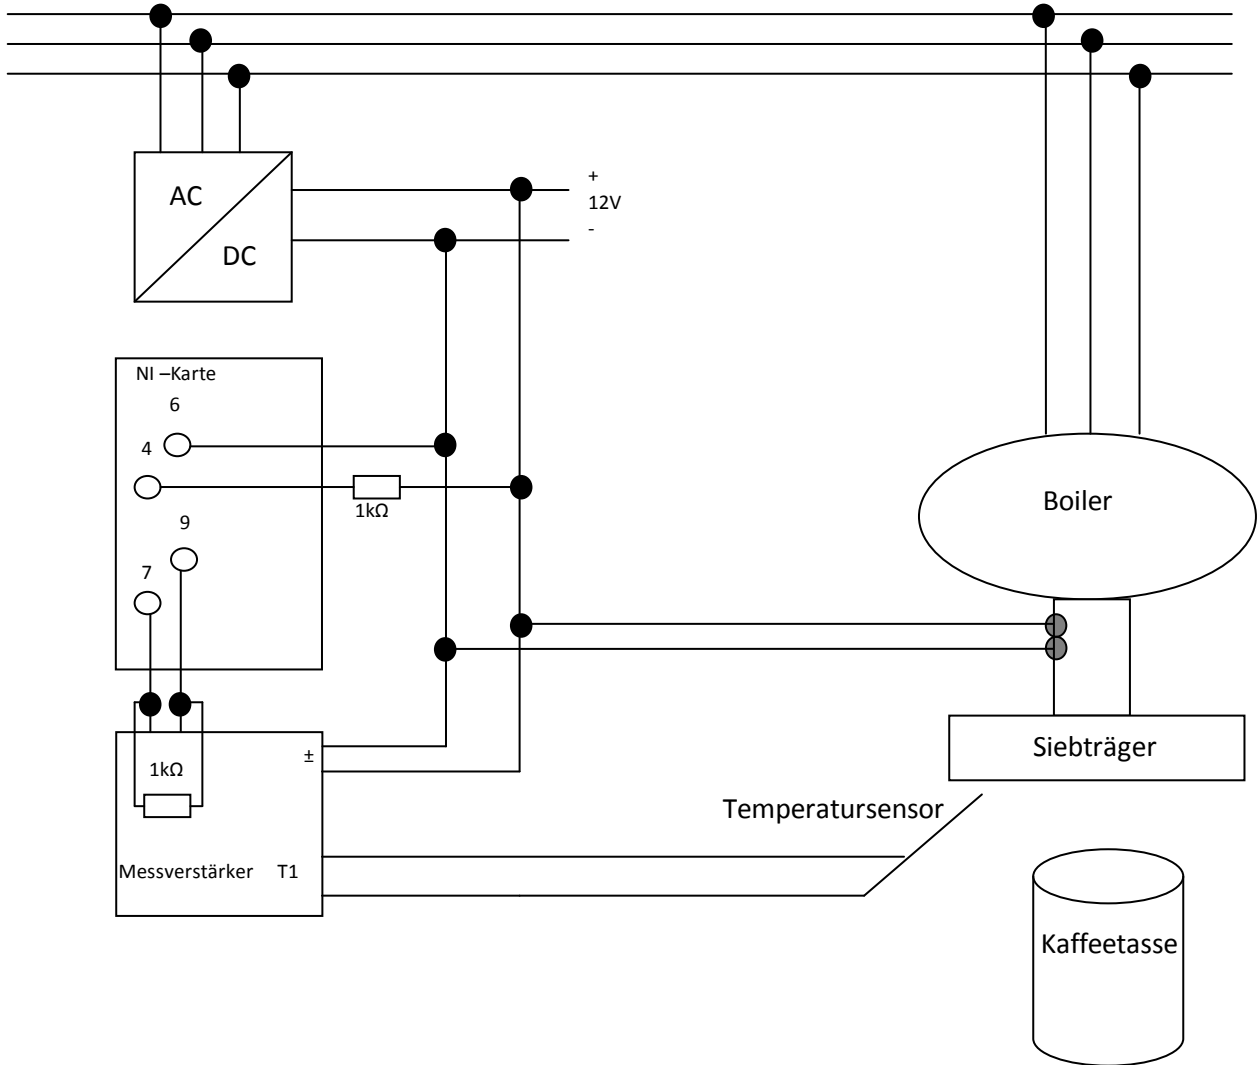 AC
DC
+
12V
-
NI –Karte
6
4
1kΩ
9
7
Boiler
±
1kΩ
Siebträger
Temperatursensor
Messverstärker T1
Kaffeetasse